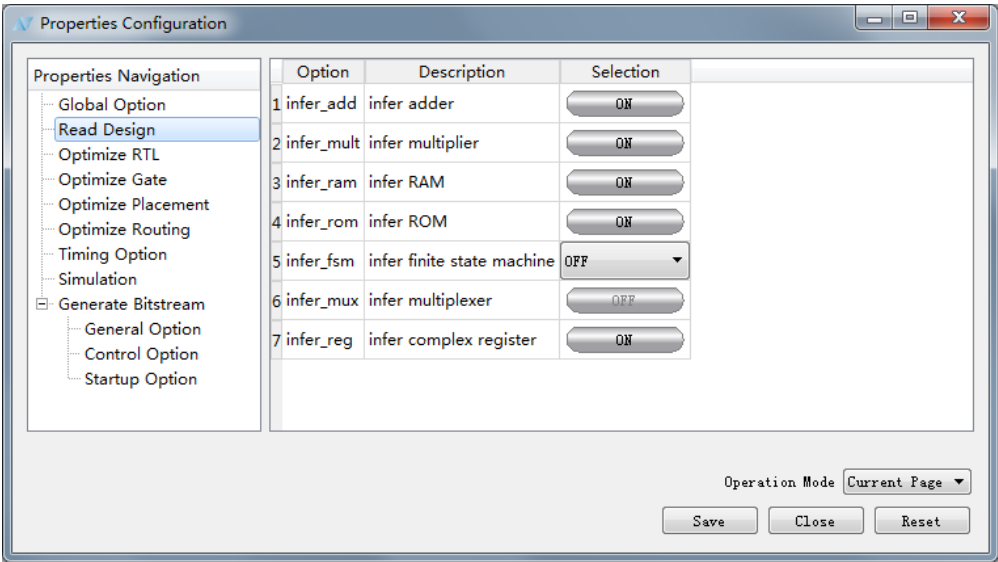 Properties Configuration
Properties Navigation
Global Option
Read Design
Optimize RTL
Optimize Gate
Optimize Placement
Optimize Routing
Timing Option
Simulation
Generate Bitstream
General Option
Control Option
Startup Option
Option Description Selection
1 infer_add infer adder ON
2 infer_mult infer multiplier ON
3 infer_ram infer RAM ON
4 infer_rom infer ROM ON
5 infer_fsm infer finite state machine OFF
6 infer_mux infer multiplexer OFF
7 infer_reg infer complex register ON
Operation Mode Current Page
Save Close Reset